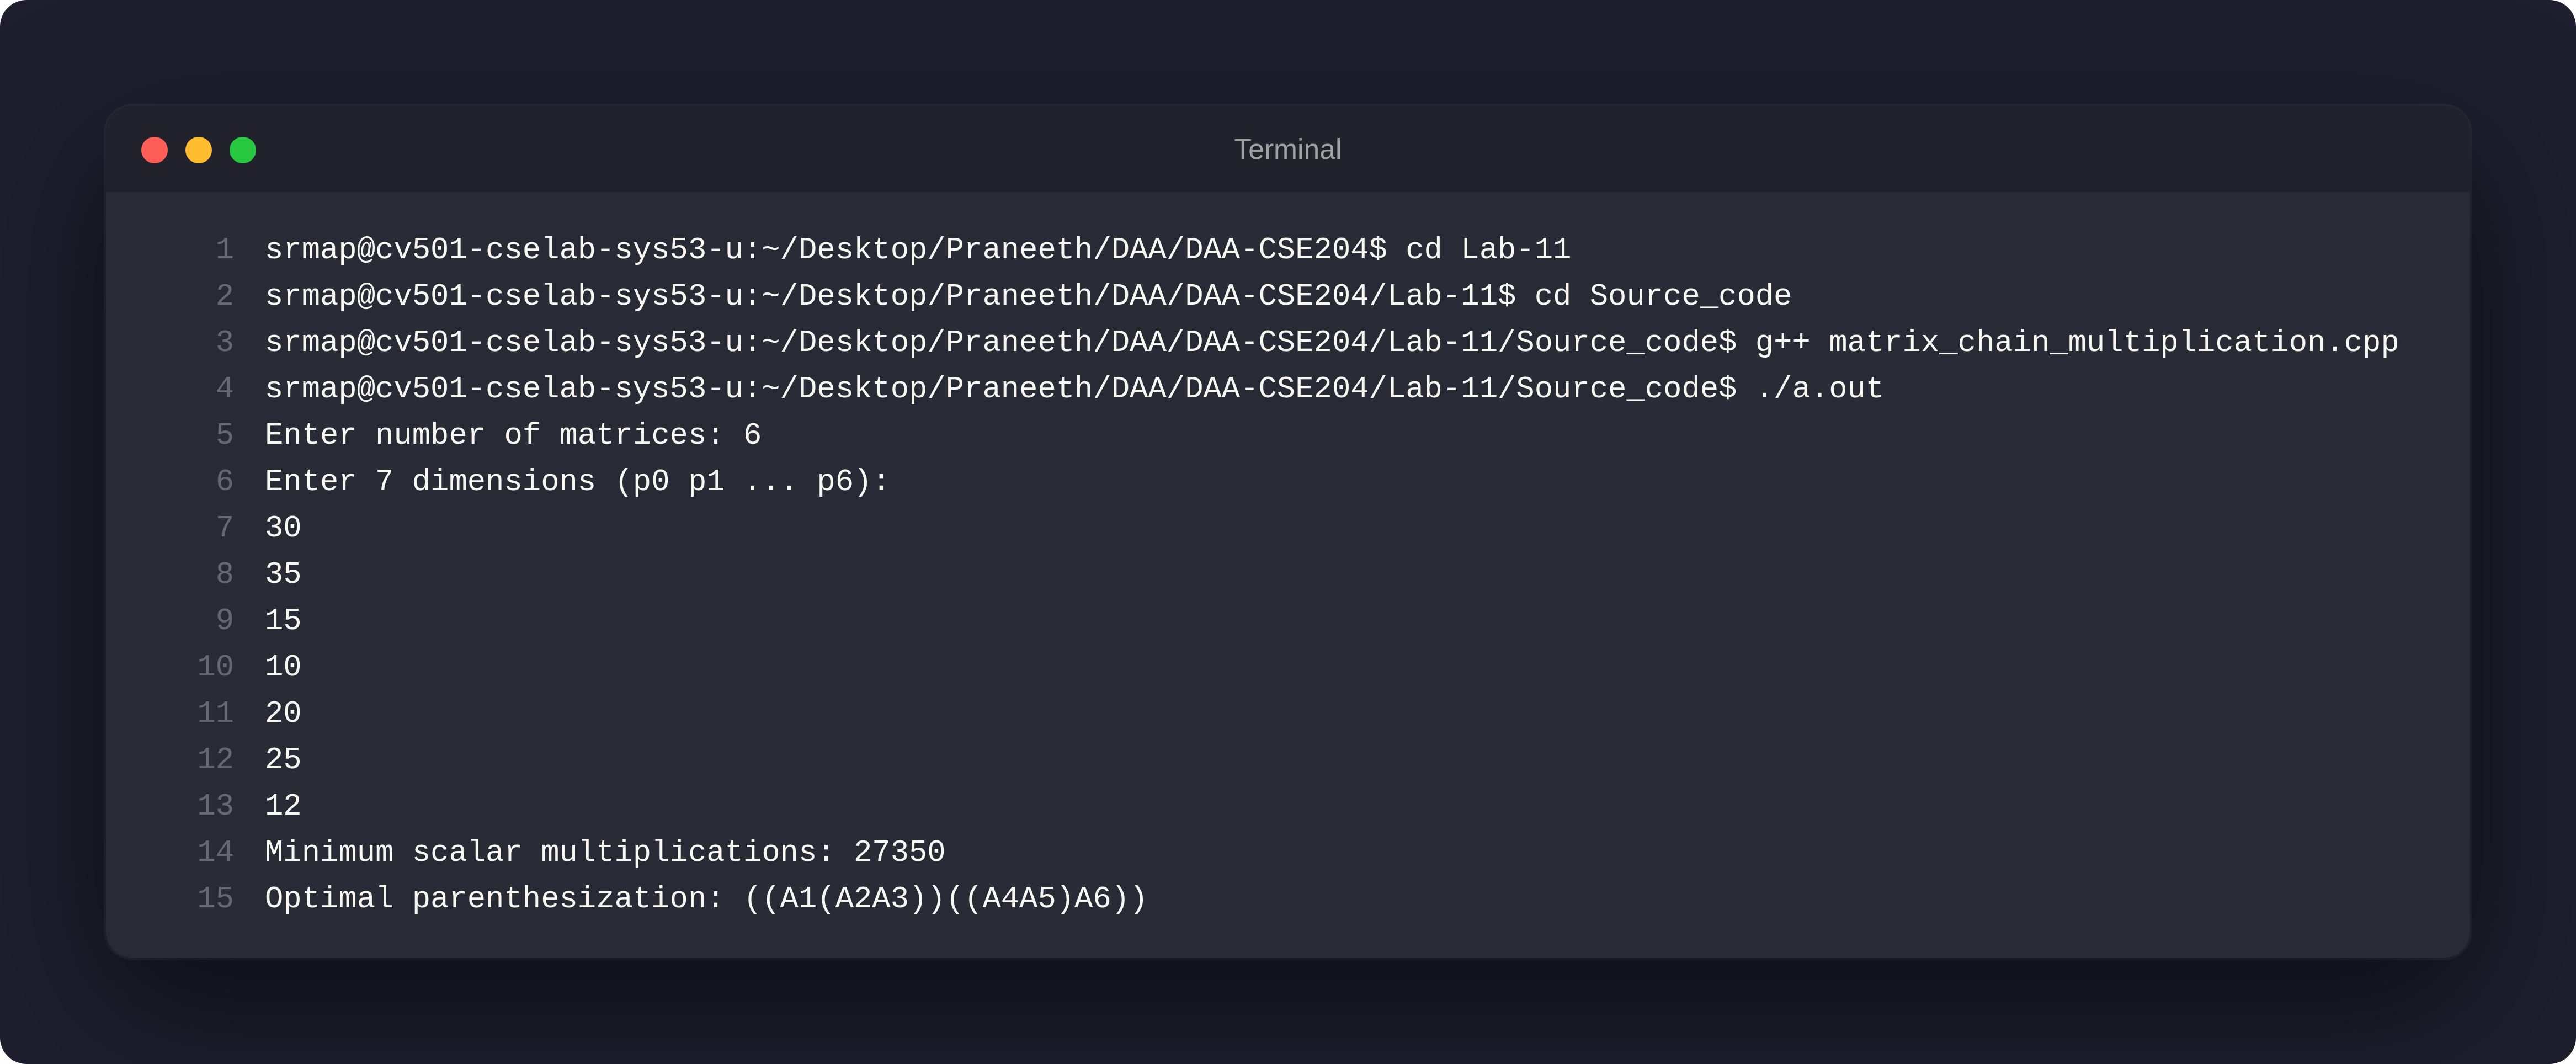 Terminal
1 srmap@cv501-cselab-sys53-u:~/Desktop/Praneeth/DAA/DAA-CSE204$ cd Lab-11
2 srmap@cv501-cselab-sys53-u:~/Desktop/Praneeth/DAA/DAA-CSE204/Lab-11$ cd Source_code
3 srmap@cv501-cselab-sys53-u:~/Desktop/Praneeth/DAA/DAA-CSE204/Lab-11/Source_code$ g++ matrix_chain_multiplication.cpp
4 srmap@cv501-cselab-sys53-u:~/Desktop/Praneeth/DAA/DAA-CSE204/Lab-11/Source_code$ ./a.out
5 Enter number of matrices: 6
6 Enter 7 dimensions (p0 p1 ... p6):
7 30
8 35
9 15
10 10
11 20
12 25
13 12
14 Minimum scalar multiplications: 27350
15 Optimal parenthesization: ((A1(A2A3))((A4A5)A6))